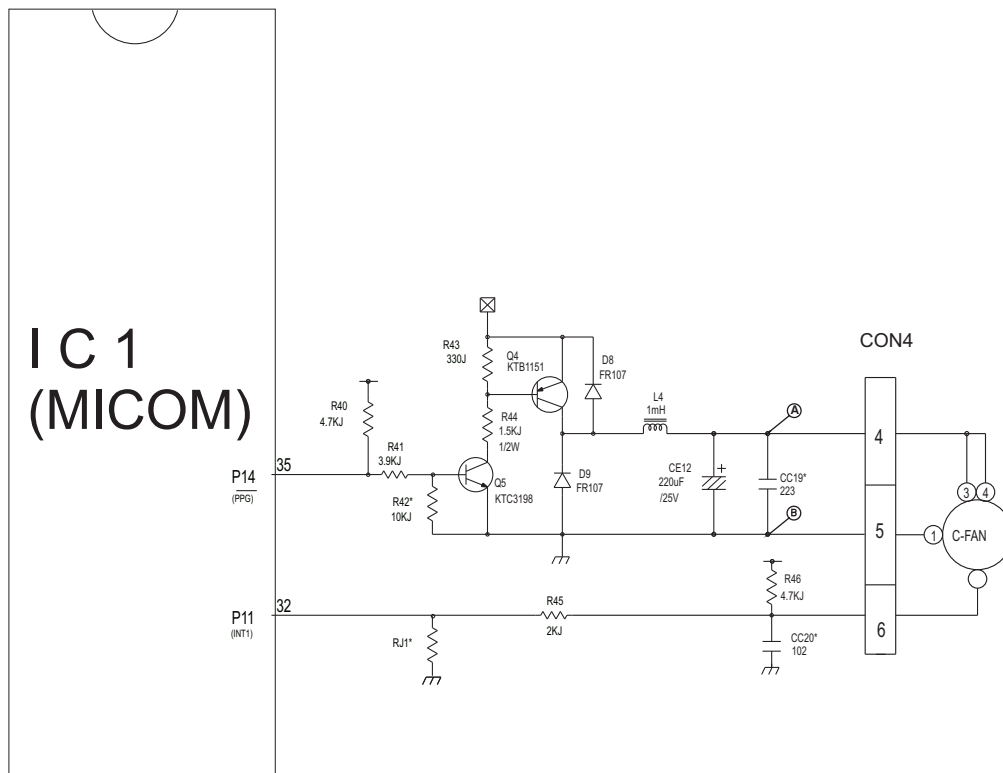 I C 1
(MICOM)
P14
(PPG)
35
R40
4.7KJ
R41
3.9KJ
R42*
10KJ
R43
330J
R44
1.5KJ
1/2W
Q4
KTB1151
Q5
KTC3198
D8
FR107
D9
FR107
L4
1mH
A
CE12
+
220uF
/25V
CC19*
223
B
CON4
4
5
6
3
4
1
C-FAN
P11
(INT1)
32
RJ1*
R45
2KJ
R46
4.7KJ
CC20*
102